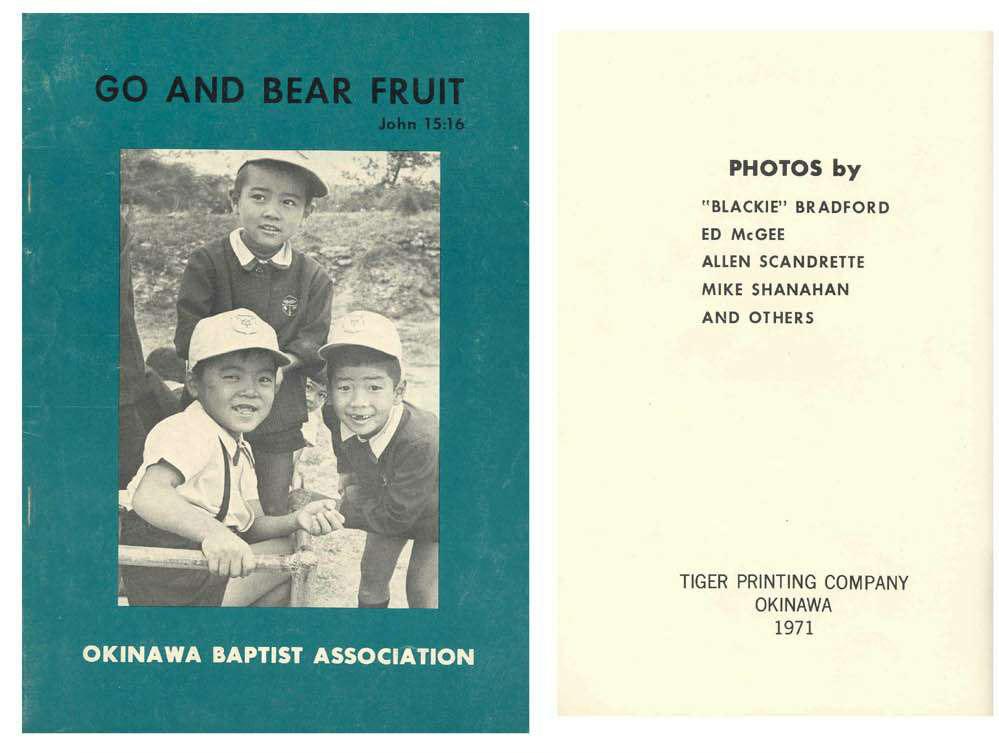 GO AND BEAR FRUIT
John 15:16
OKINAWA BAPTIST ASSOCIATION
PHOTOS by
"BLACKIE" BRADFORD
ED McGEE
ALLEN SCANDRETTE
MIKE SHANAHAN
AND OTHERS
TIGER PRINTING COMPANY
OKINAWA
1971